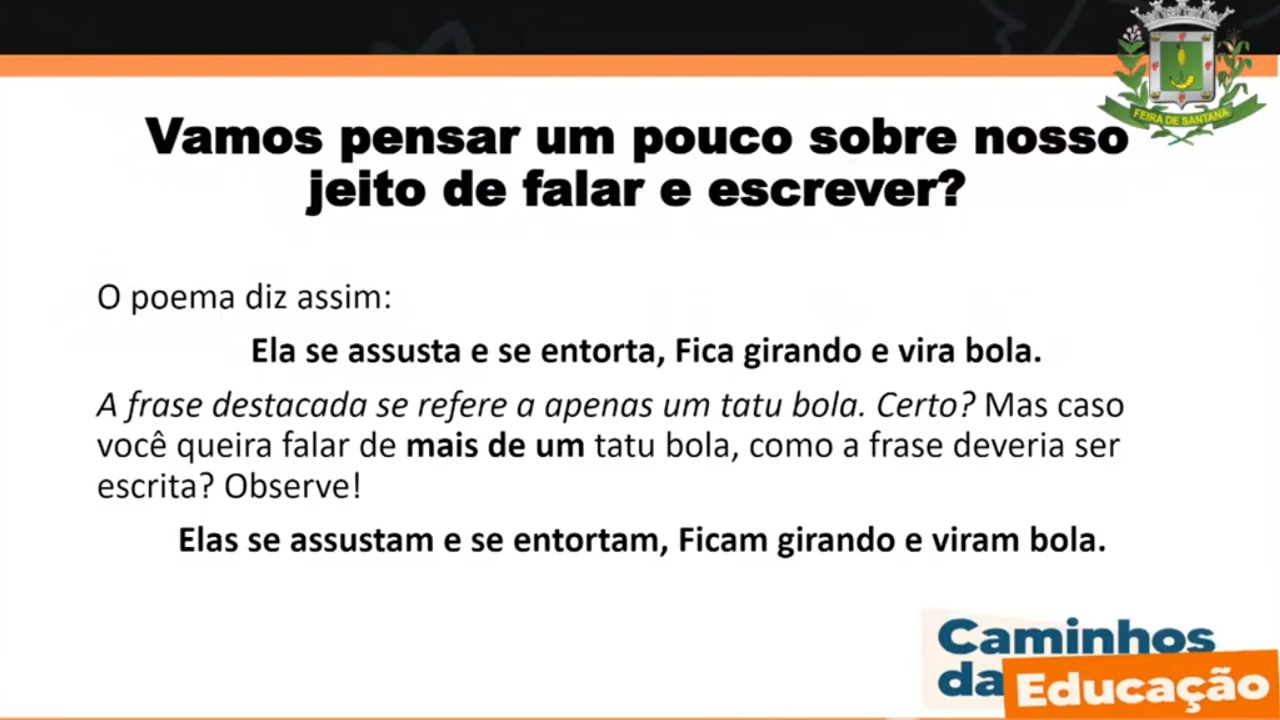 FEIRA DE SANTANA
Vamos pensar um pouco sobre nosso
jeito de falar e escrever?
O poema diz assim:
Ela se assusta e se entorta, Fica girando e vira bola.
A frase destacada se refere a apenas um tatu bola. Certo? Mas caso
você queira falar de mais de um tatu bola, como a frase deveria ser
escrita? Observe!
Elas se assustam e se entortam, Ficam girando e viram bola.
Caminhos
da Educação